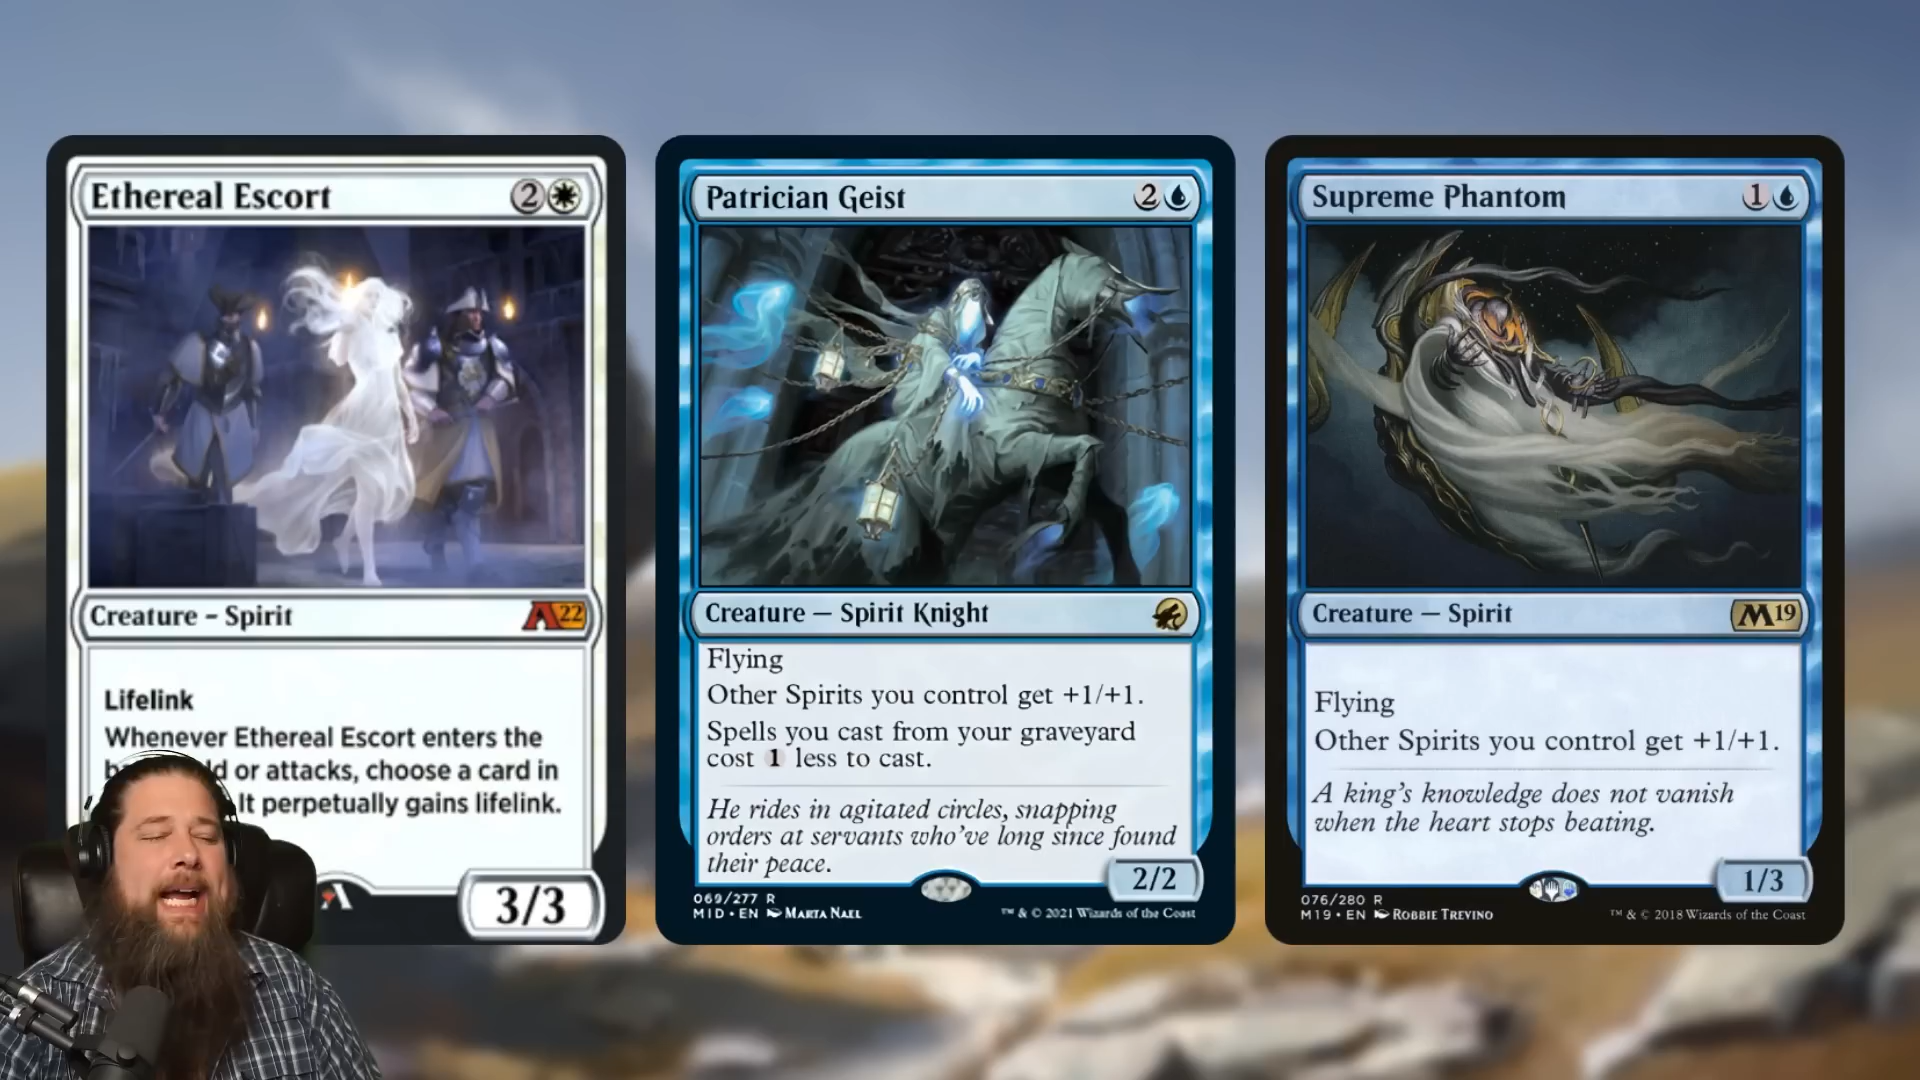 Ethereal Escort 2
Creature – Spirit A22
Lifelink
Whenever Ethereal Escort enters the
or attacks, choose a card in
It perpetually gains lifelink.
3/3
Patrician Geist 2
Creature — Spirit Knight
Flying
Other Spirits you control get +1/+1.
Spells you cast from your graveyard
cost 1 less to cast.
He rides in agitated circles, snapping
orders at servants who've long since found
their peace.
2/2
069/277 R
MID • EN Marta Nael
™ & © 2021 Wizards of the Coast
Supreme Phantom 1
Creature — Spirit M19
Flying
Other Spirits you control get +1/+1.
A king's knowledge does not vanish
when the heart stops beating.
1/3
076/280 R
M19 • EN Robbie Trevino
™ & © 2018 Wizards of the Coast